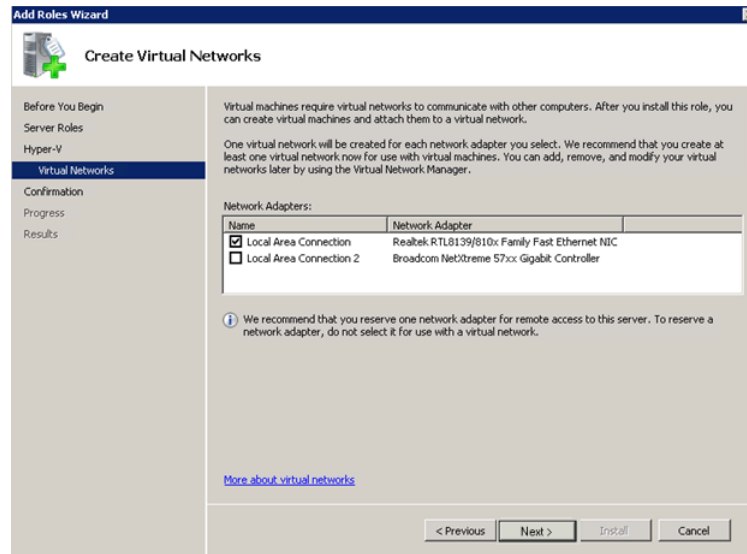 Add Roles Wizard
Create Virtual Networks
Before You Begin
Server Roles
Hyper-V
Virtual Networks
Confirmation
Progress
Results
Virtual machines require virtual networks to communicate with other computers. After you install this role, you
can create virtual machines and attach them to a virtual network.
One virtual network will be created for each network adapter you select. We recommend that you create at
least one virtual network now for use with virtual machines. You can add, remove, and modify your virtual
networks later by using the Virtual Network Manager.
Network Adapters:
Name Network Adapter
Local Area Connection Realtek RTL8139/810x Family Fast Ethernet NIC
Local Area Connection 2 Broadcom NetXtreme 57xx Gigabit Controller
We recommend that you reserve one network adapter for remote access to this server. To reserve a
network adapter, do not select it for use with a virtual network.
More about virtual networks
< Previous Next > Install Cancel